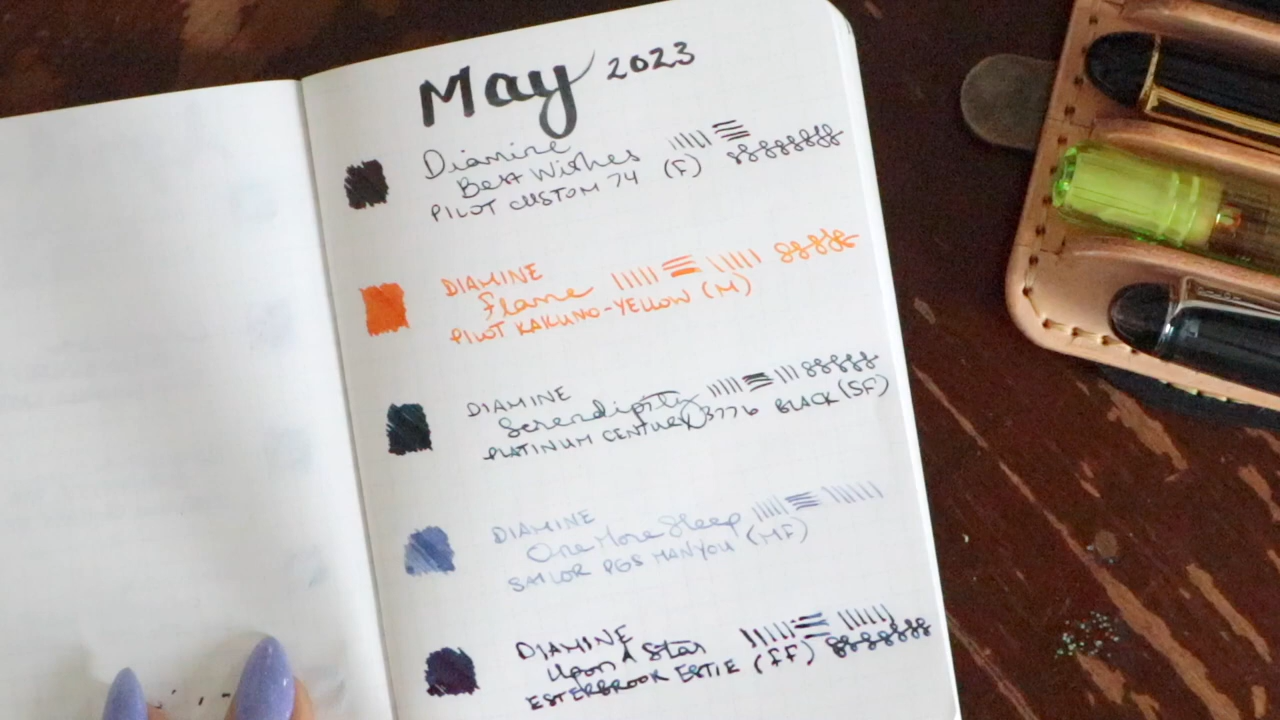 May 2023
Diamine
Best Wishes
PILOT CUSTOM 74 (F)
DIAMINE
Flame
PILOT KAKUNO-YELLOW (M)
DIAMINE
Serendipity
PLATINUM CENTURY 3776 BLACK (SF)
DIAMINE
One More Sleep
SAILOR PGS MANYOU (MF)
DIAMINE
Upon A Star
ESTERBROOK ESTIE (FF)